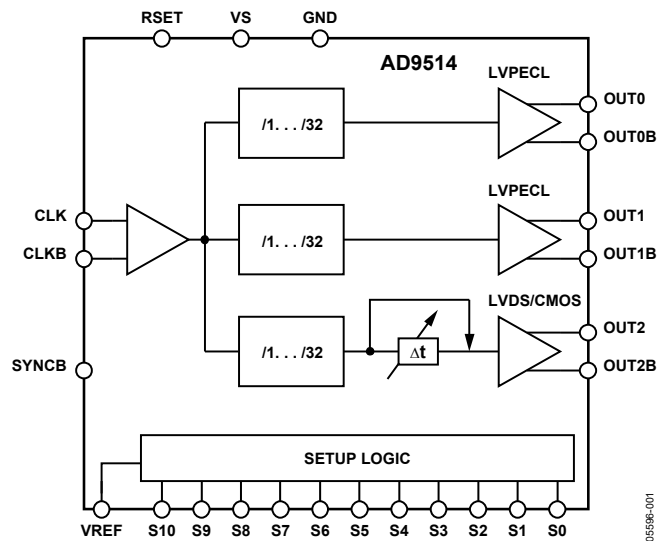 RSET VS GND
AD9514
LVPECL
/1. . . /32
OUT0
OUT0B
LVPECL
CLK
CLKB
/1. . . /32
OUT1
OUT1B
LVDS/CMOS
/1. . . /32
Δt
OUT2
OUT2B
SYNCB
SETUP LOGIC
VREF S10 S9 S8 S7 S6 S5 S4 S3 S2 S1 S0
05596-001